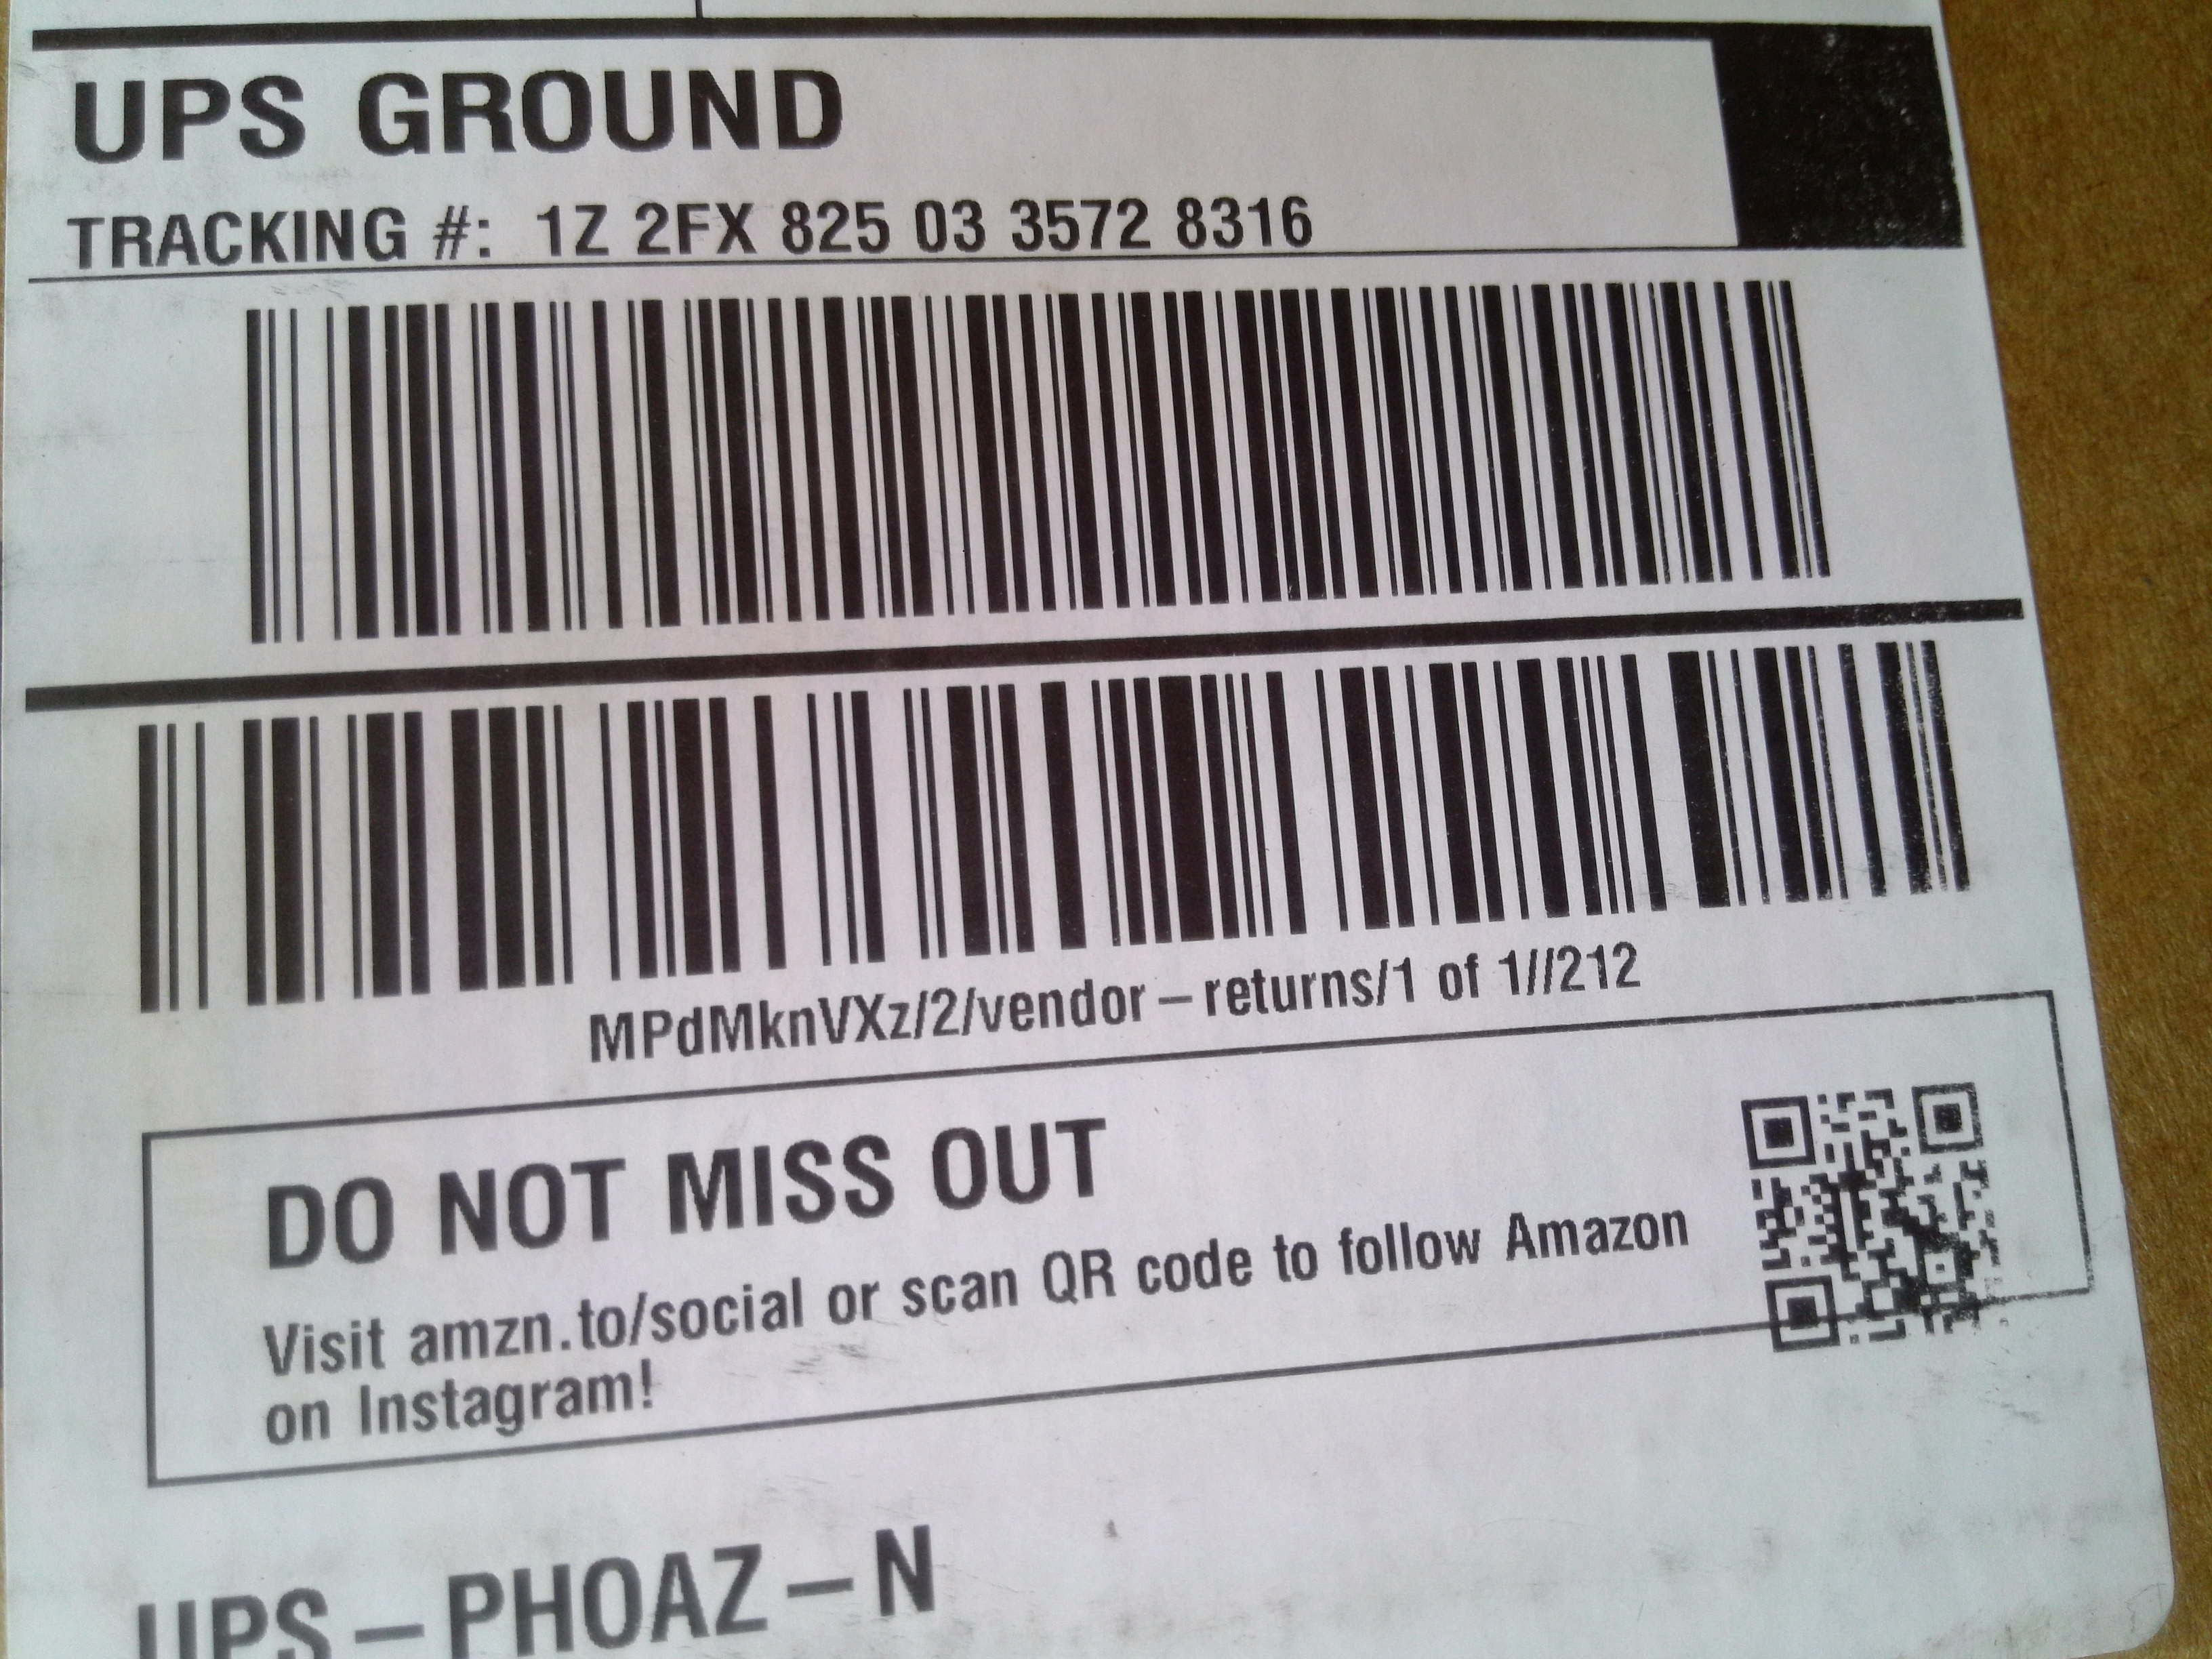 UPS GROUND
TRACKING #: 1Z 2FX 825 03 3572 8316
MPdMknVXz/2/vendor-returns/1 of 1//212
DO NOT MISS OUT
Visit amzn.to/social or scan QR code to follow Amazon
on Instagram!
UPS-PHOAZ-N